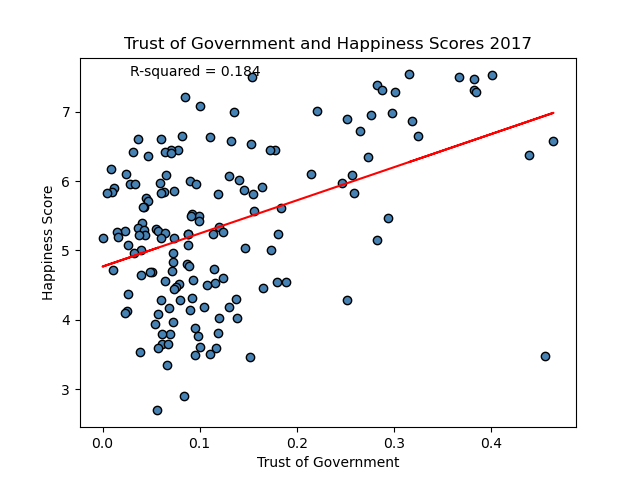 Trust of Government and Happiness Scores 2017
R-squared = 0.184
7
6
5
4
3
Happiness Score
0.0 0.1 0.2 0.3 0.4
Trust of Government